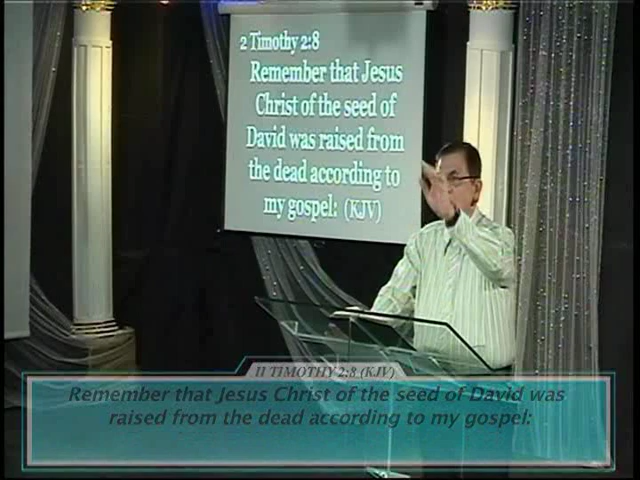 2 Timothy 2:8
Remember that Jesus
Christ of the seed of
David was raised from
the dead according to
my gospel: (KJV)
II TIMOTHY 2:8 (KJV)
Remember that Jesus Christ of the seed of David was
raised from the dead according to my gospel: